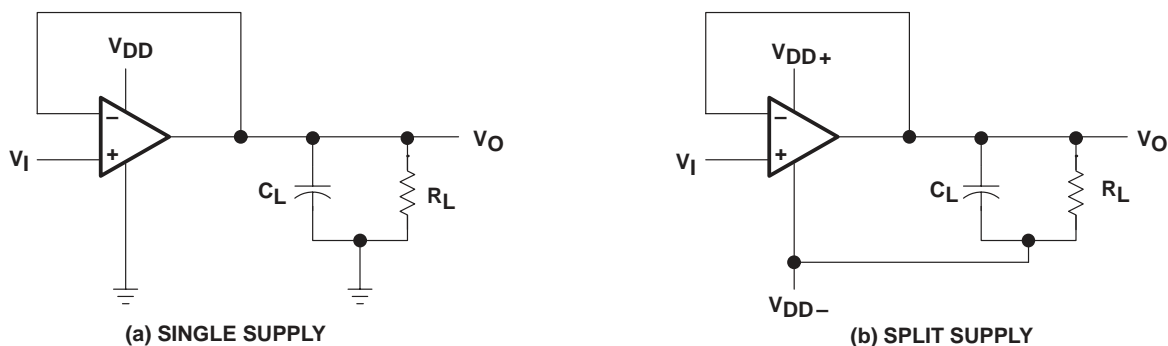 VDD
−
+
VI
VO
CL
RL
(a) SINGLE SUPPLY
VDD+
−
+
VI
VO
CL
RL
VDD−
(b) SPLIT SUPPLY